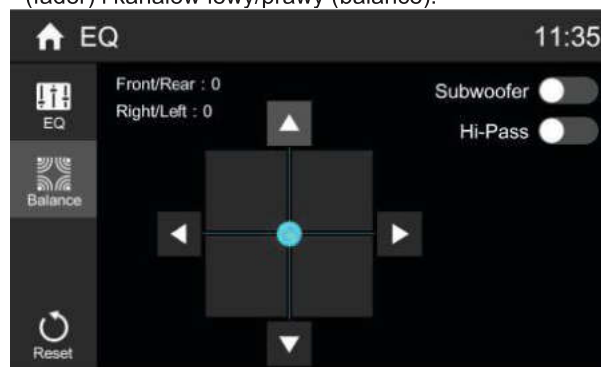 (fader) i kanałów lewy/prawy (balance).
EQ 11:35
EQ
Front/Rear : 0
Right/Left : 0
Subwoofer
Hi-Pass
Balance
Reset